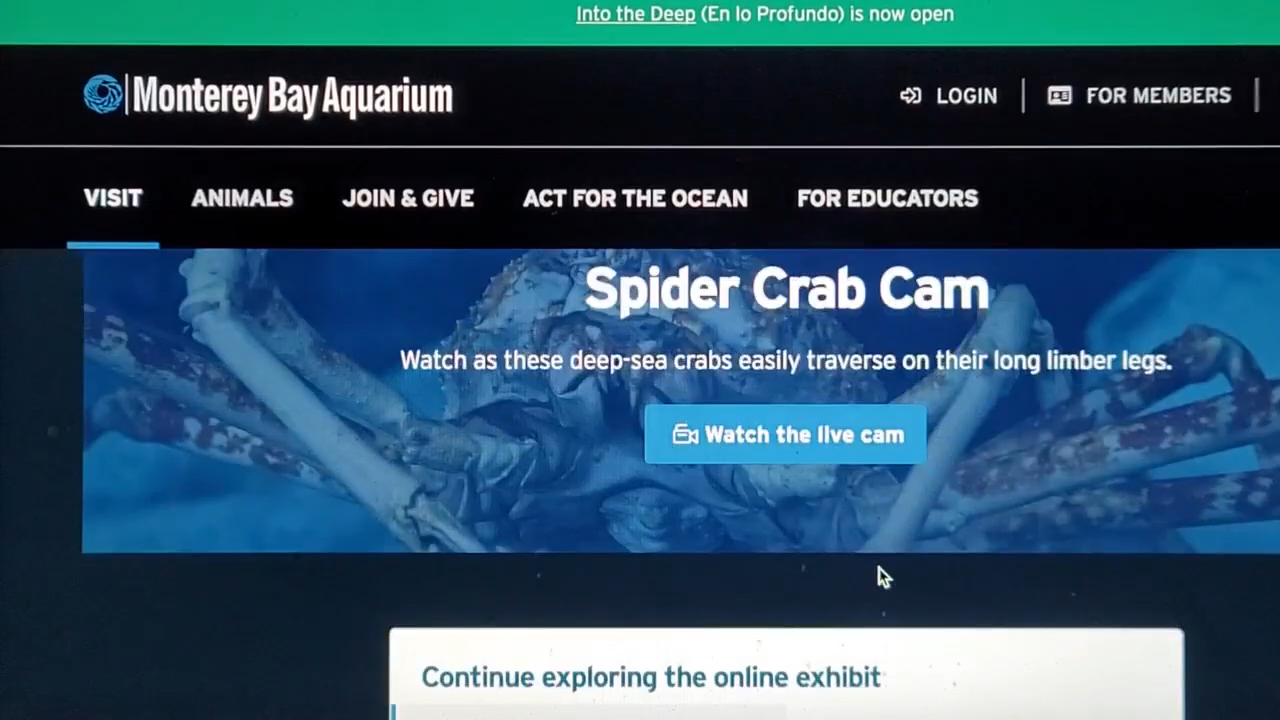 Into the Deep (En lo Profundo) is now open
Monterey Bay Aquarium
LOGIN
FOR MEMBERS
VISIT
ANIMALS
JOIN & GIVE
ACT FOR THE OCEAN
FOR EDUCATORS
Spider Crab Cam
Watch as these deep-sea crabs easily traverse on their long limber legs.
Watch the live cam
Continue exploring the online exhibit